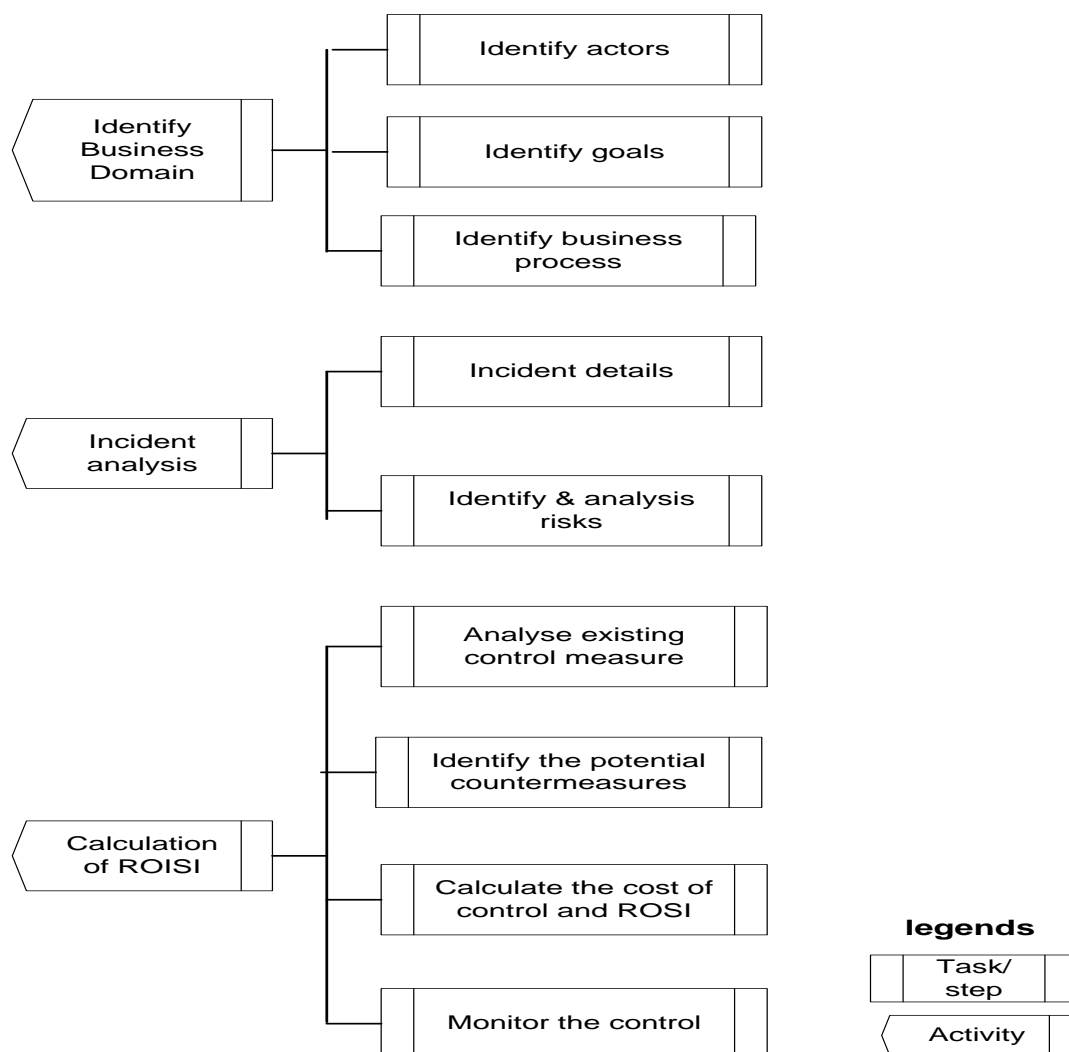 Identify actors
Identify
Business
Domain
Identify goals
Identify business
process
Incident details
Incident
analysis
Identify & analysis
risks
Analyse existing
control measure
Identify the potential
countermeasures
Calculation
of ROISI
Calculate the cost of
control and ROSI
Monitor the control
legends
Task/
step
Activity